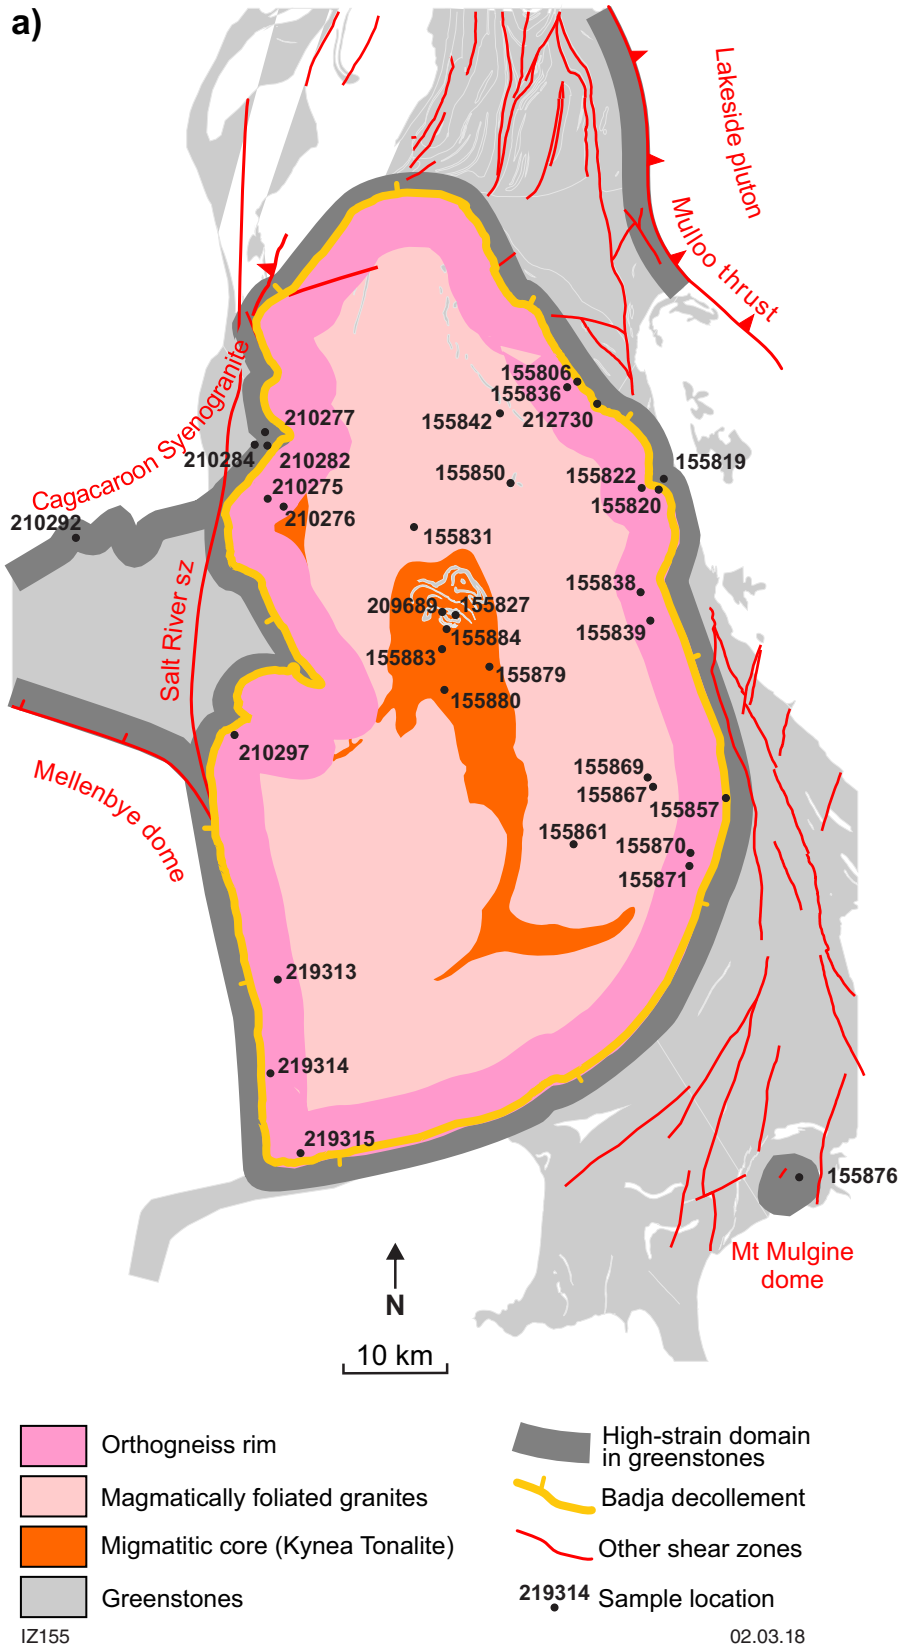 a)
Lakeside pluton
Mulloo thrust
Cagacaroon Syenogranite
155806
155836
212730
155842
210277
210284
210282
155850
155822
155819
155820
210275
210276
210292
155831
155838
Salt River sz
209689
155827
155839
155884
155883
155879
155880
210297
Mellenbye dome
155869
155867
155857
155861
155870
155871
219313
219314
219315
155876
Mt Mulgine
dome
N
10 km
Orthogneiss rim
Magmatically foliated granites
Migmatitic core (Kynea Tonalite)
Greenstones
High-strain domain
in greenstones
Badja decollement
Other shear zones
219314 Sample location
IZ155
02.03.18